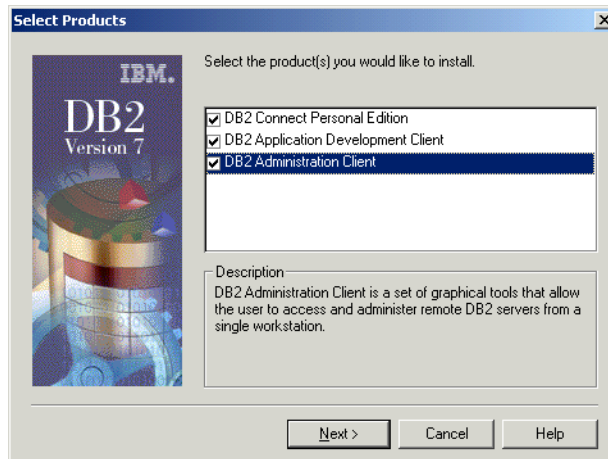 Select Products
IBM.
DB2
Version 7
Select the product(s) you would like to install.
DB2 Connect Personal Edition
DB2 Application Development Client
DB2 Administration Client
Description
DB2 Administration Client is a set of graphical tools that allow
the user to access and administer remote DB2 servers from a
single workstation.
Next >
Cancel
Help